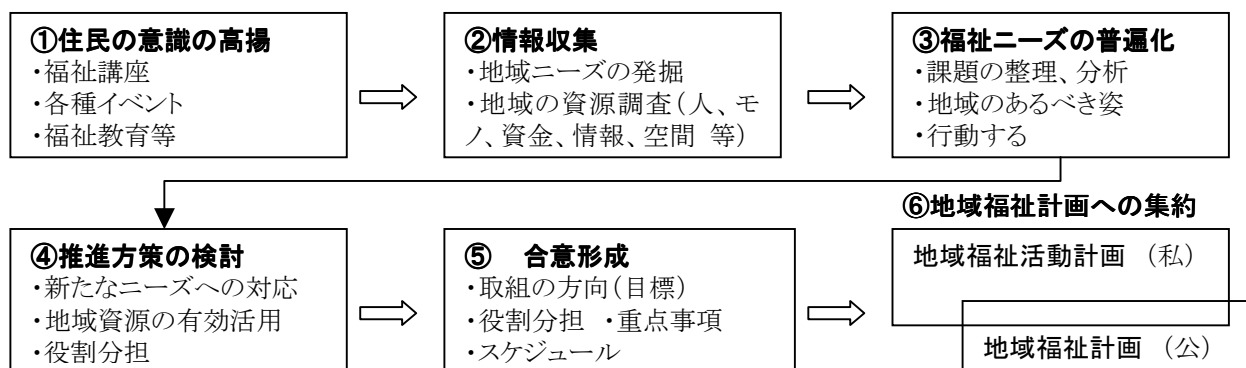 ①住民の意識の高揚
・福祉講座
・各種イベント
・福祉教育等
②情報収集
・地域ニーズの発掘
・地域の資源調査(人、モ
ノ、資金、情報、空間 等)
③福祉ニーズの普遍化
・課題の整理、分析
・地域のあるべき姿
・行動する
④推進方策の検討
・新たなニーズへの対応
・地域資源の有効活用
・役割分担
⑤ 合意形成
・取組の方向(目標)
・役割分担 ・重点事項
・スケジュール
⑥地域福祉計画への集約
地域福祉活動計画 (私)
地域福祉計画 (公)